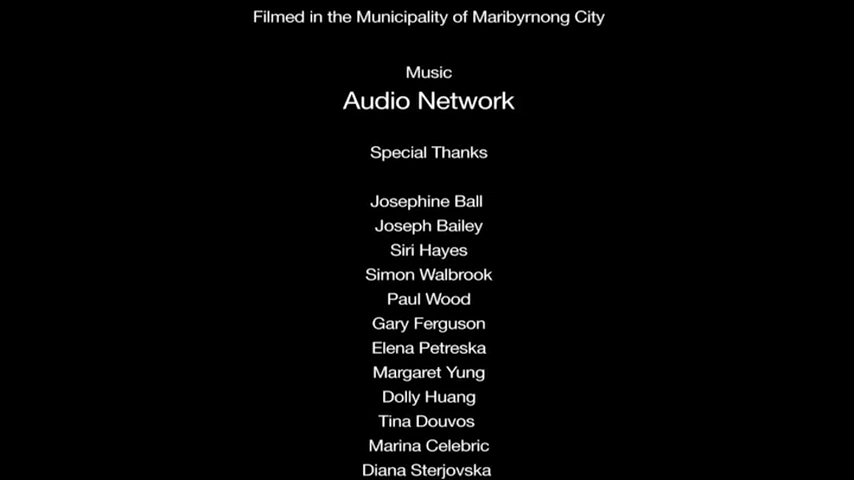 Filmed in the Municipality of Maribyrnong City
Music
Audio Network
Special Thanks
Josephine Ball
Joseph Bailey
Siri Hayes
Simon Walbrook
Paul Wood
Gary Ferguson
Elena Petreska
Margaret Yung
Dolly Huang
Tina Douvos
Marina Celebric
Diana Sterjovska